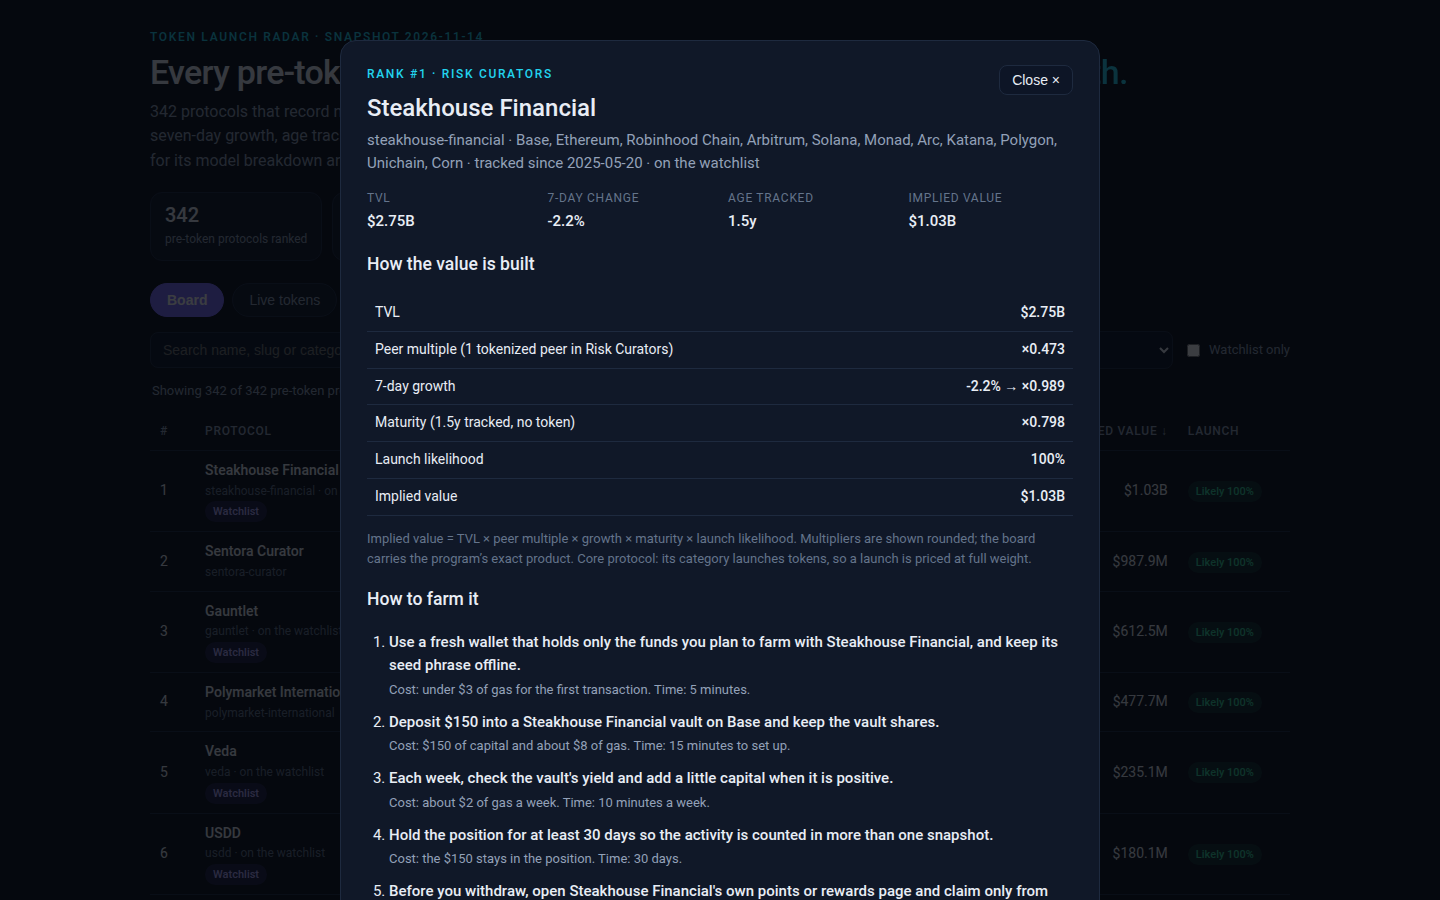 TOKEN LAUNCH RADAR · SNAPSHOT 2026-11-14
Every pre-tok
h.
342 protocols that record
seven-day growth, age trac
for its model breakdown
342
pre-token protocols ranked
Board
Live tokens
Search name, slug or catego
Watchlist only
Showing 342 of 342 pre-token pr
#
PROTOCOL
ED VALUE ↓
LAUNCH
1
Steakhouse Financial
steakhouse-financial · on
Watchlist
$1.03B
Likely 100%
2
Sentora Curator
sentora-curator
$987.9M
Likely 100%
3
Gauntlet
gauntlet · on the watchlist
Watchlist
$612.5M
Likely 100%
4
Polymarket Internatio
polymarket-international
$477.7M
Likely 100%
5
Veda
veda · on the watchlist
Watchlist
$235.1M
Likely 100%
6
USDD
usdd · on the watchlist
Watchlist
$180.1M
Likely 100%
RANK #1 · RISK CURATORS
Close ×
Steakhouse Financial
steakhouse-financial · Base, Ethereum, Robinhood Chain, Arbitrum, Solana, Monad, Arc, Katana, Polygon,
Unichain, Corn · tracked since 2025-05-20 · on the watchlist
TVL
7-DAY CHANGE
AGE TRACKED
IMPLIED VALUE
$2.75B
-2.2%
1.5y
$1.03B
How the value is built
TVL $2.75B
Peer multiple (1 tokenized peer in Risk Curators) ×0.473
7-day growth -2.2% → ×0.989
Maturity (1.5y tracked, no token) ×0.798
Launch likelihood 100%
Implied value $1.03B
Implied value = TVL × peer multiple × growth × maturity × launch likelihood. Multipliers are shown rounded; the board
carries the program's exact product. Core protocol: its category launches tokens, so a launch is priced at full weight.
How to farm it
1. Use a fresh wallet that holds only the funds you plan to farm with Steakhouse Financial, and keep its
seed phrase offline.
Cost: under $3 of gas for the first transaction. Time: 5 minutes.
2. Deposit $150 into a Steakhouse Financial vault on Base and keep the vault shares.
Cost: $150 of capital and about $8 of gas. Time: 15 minutes to set up.
3. Each week, check the vault's yield and add a little capital when it is positive.
Cost: about $2 of gas a week. Time: 10 minutes a week.
4. Hold the position for at least 30 days so the activity is counted in more than one snapshot.
Cost: the $150 stays in the position. Time: 30 days.
5. Before you withdraw, open Steakhouse Financial's own points or rewards page and claim only from